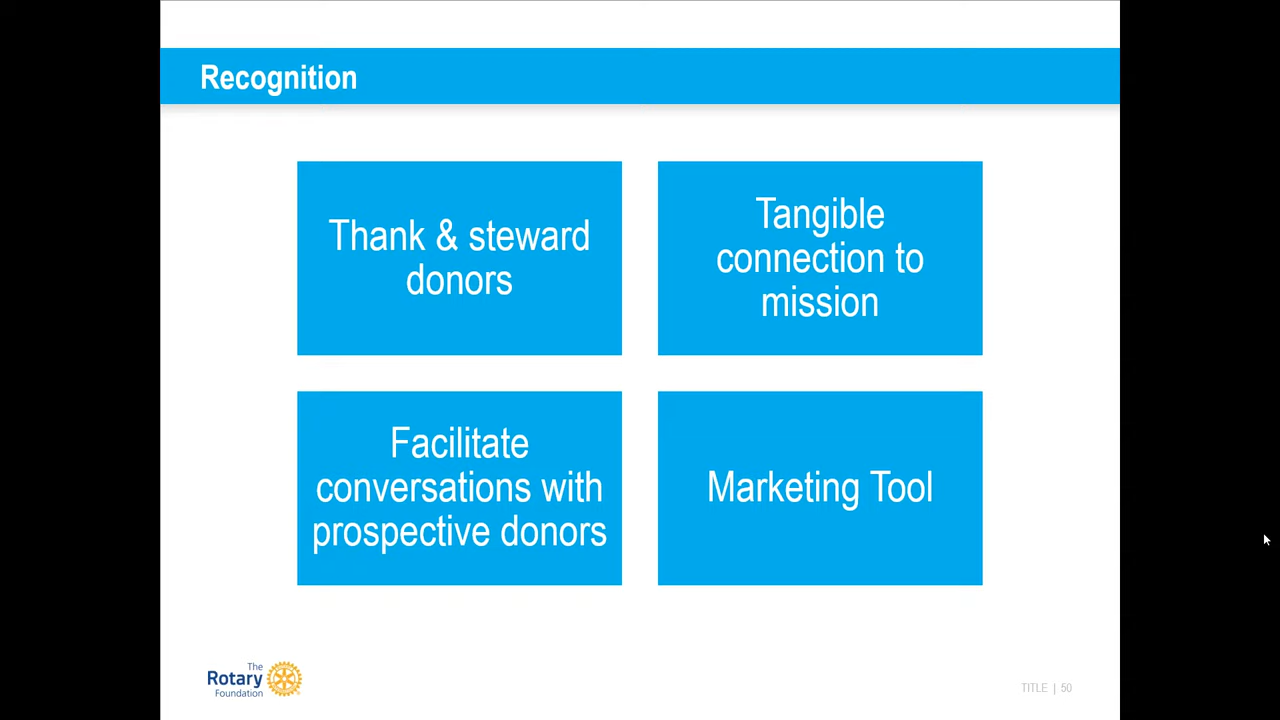 Recognition
Thank & steward
donors
Tangible
connection to
mission
Facilitate
conversations with
prospective donors
Marketing Tool
The
Rotary
Foundation
TITLE | 50